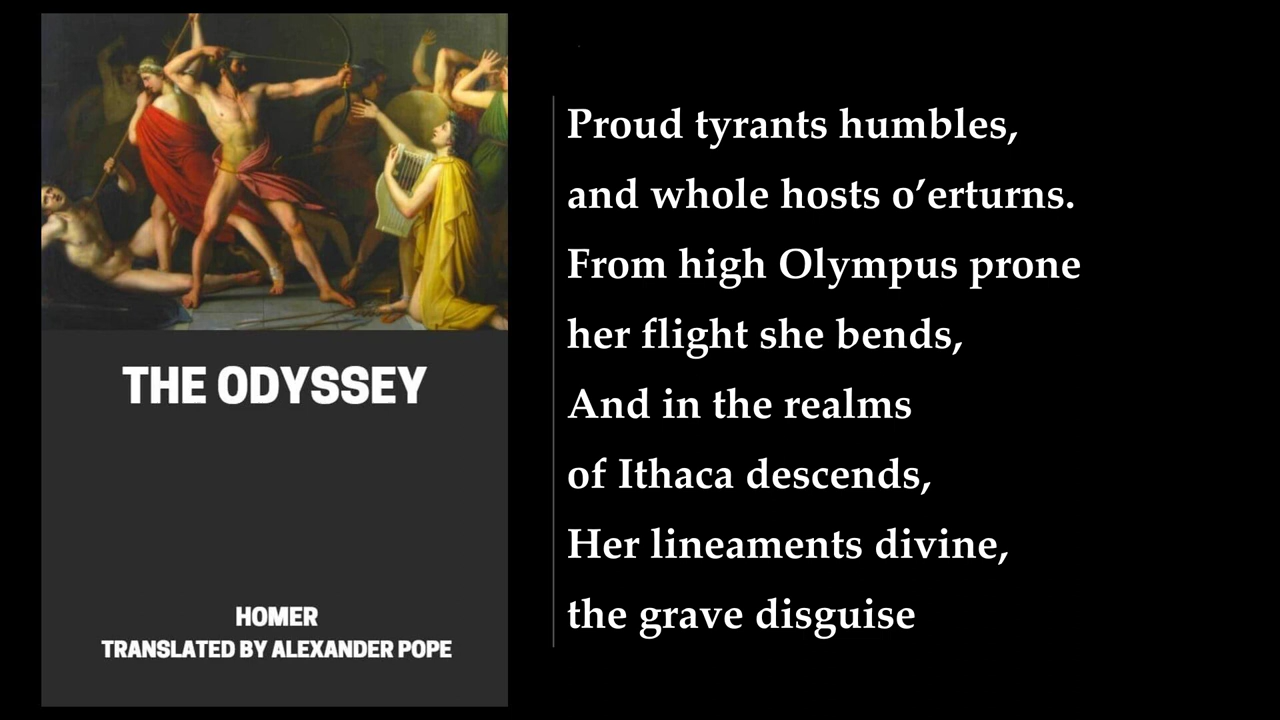 THE ODYSSEY
HOMER
TRANSLATED BY ALEXANDER POPE
Proud tyrants humbles,
and whole hosts o’erturns.
From high Olympus prone
her flight she bends,
And in the realms
of Ithaca descends,
Her lineaments divine,
the grave disguise